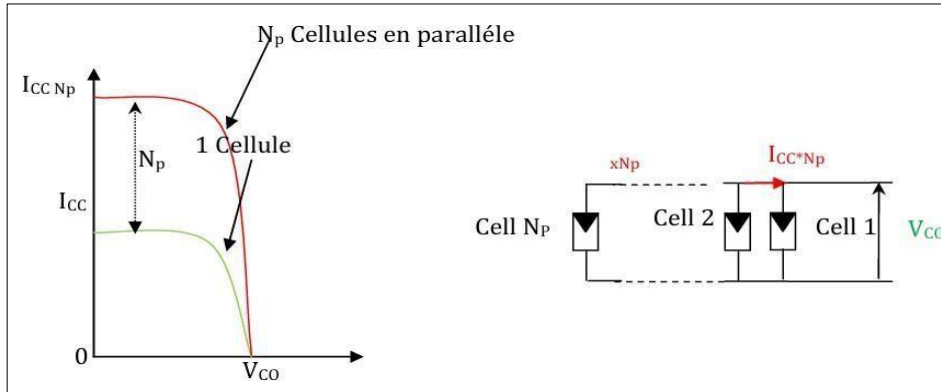 Np Cellules en paralléle
ICC Np
1 Cellule
Np
ICC
0
VCO
xNp
ICC*Np
Cell NP
Cell 2
Cell 1
VCO